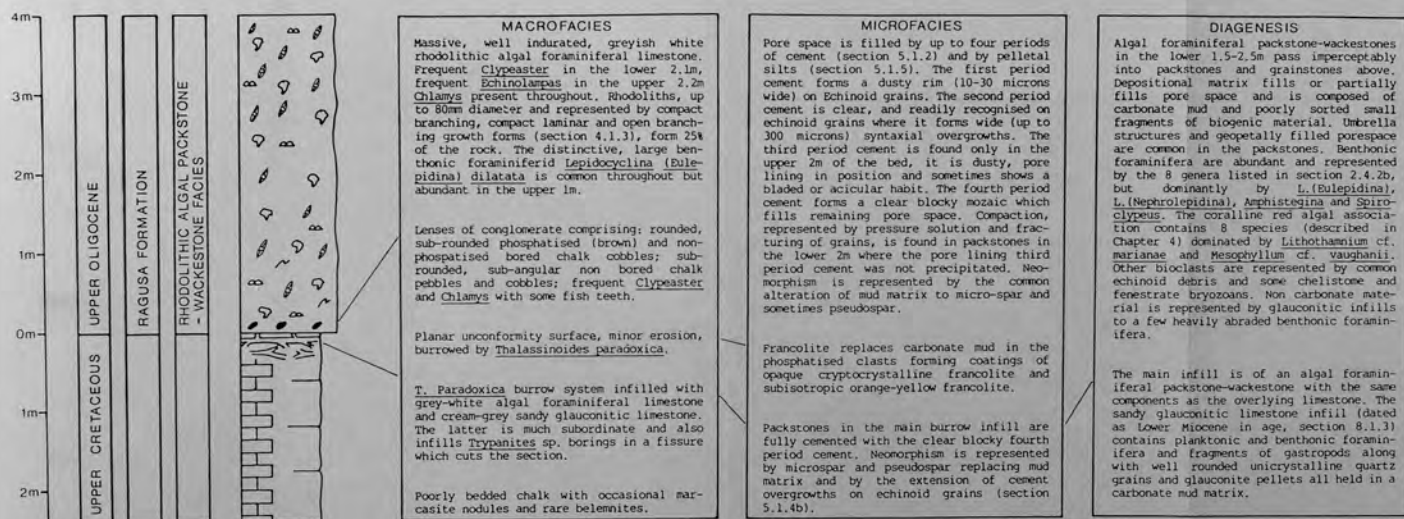 4m
3m
2m
1m
0m
1m
2m
UPPER OLIGOCENE
UPPER CRETACEOUS
RAGUSA FORMATION
RHODOLITHIC ALGAL PACKSTONE
- WACKESTONE FACIES
MACROFACIES
Massive, well indurated, greyish white
rhodolithic algal foraminiferal limestone.
Frequent Clypeaster in the lower 2.1m,
frequent Echinolampas in the upper 2.2m
Chlamys present throughout. Rhodoliths, up
to 80mm diameter and represented by compact
branching, compact laminar and open branch-
ing growth forms (section 4.1.3), form 25%
of the rock. The distinctive, large ben-
thonic foraminiferid Lepidocyclina (Eule-
pidina) dilatata is common throughout but
abundant in the upper 1m.
Lenses of conglomerate comprising: rounded,
sub-rounded phosphatised (brown) and non-
phospatised bored chalk cobbles; sub-
rounded, sub-angular non bored chalk
pebbles and cobbles; frequent Clypeaster
and Chlamys with some fish teeth.
Planar unconformity surface, minor erosion,
burrowed by Thalassinoides paradoxica.
T. Paradoxica burrow system infilled with
grey-white algal foraminiferal limestone
and cream-grey sandy glauconitic limestone.
The latter is much subordinate and also
infills Trypanites sp. borings in a fissure
which cuts the section.
Poorly bedded chalk with occasional mar-
casite nodules and rare belemnites.
MICROFACIES
Pore space is filled by up to four periods
of cement (section 5.1.2) and by pelletal
silts (section 5.1.5). The first period
cement forms a dusty rim (10-30 microns
wide) on Echinoid grains. The second period
cement is clear, and readily recognised on
echinoid grains where it forms wide (up to
300 microns) syntaxial overgrowths. The
third period cement is found only in the
upper 2m of the bed, it is dusty, pore
lining in position and sometimes shows a
bladed or acicular habit. The fourth period
cement forms a clear blocky mozaic which
fills remaining pore space. Compaction,
represented by pressure solution and frac-
turing of grains, is found in packstones in
the lower 2m where the pore lining third
period cement was not precipitated. Neo-
morphism is represented by the common
alteration of mud matrix to micro-spar and
sometimes pseudospar.
Francolite replaces carbonate mud in the
phosphatised clasts forming coatings of
opaque cryptocrystalline francolite and
subisotropic orange-yellow francolite.
Packstones in the main burrow infill are
fully cemented with the clear blocky fourth
period cement. Neomorphism is represented
by microspar and pseudospar replacing mud
matrix and by the extension of cement
overgrowths on echinoid grains (section
5.1.4b).
DIAGENESIS
Algal foraminiferal packstone-wackestones
in the lower 1.5-2.5m pass imperceptably
into packstones and grainstones above.
Depositional matrix fills or partially
fills pore space and is composed of
carbonate mud and poorly sorted small
fragments of biogenic material. Umbrella
structures and geopetally filled porespace
are common in the packstones. Benthonic
foraminifera are abundant and represented
by the 8 genera listed in section 2.4.2b,
but dominantly by L.(Eulepidina),
L.(Nephrolepidina), Amphistegina and Spiro-
clypeus. The coralline red algal associa-
tion contains 8 species (described in
Chapter 4) dominated by Lithothamnium cf.
marianae and Mesophyllum cf. vaughanii.
Other bioclasts are represented by common
echinoid debris and some chelistome and
fenestrate bryozoans. Non carbonate mate-
rial is represented by glauconitic infills
to a few heavily abraded benthonic foramin-
ifera.
The main infill is of an algal foramin-
iferal packstone-wackestone with the same
components as the overlying limestone. The
sandy glauconitic limestone infill (dated
as Lower Miocene in age, section 8.1.3)
contains planktonic and benthonic foramin-
ifera and fragments of gastropods along
with well rounded unicrystalline quartz
grains and glauconite pellets all held in a
carbonate mud matrix.